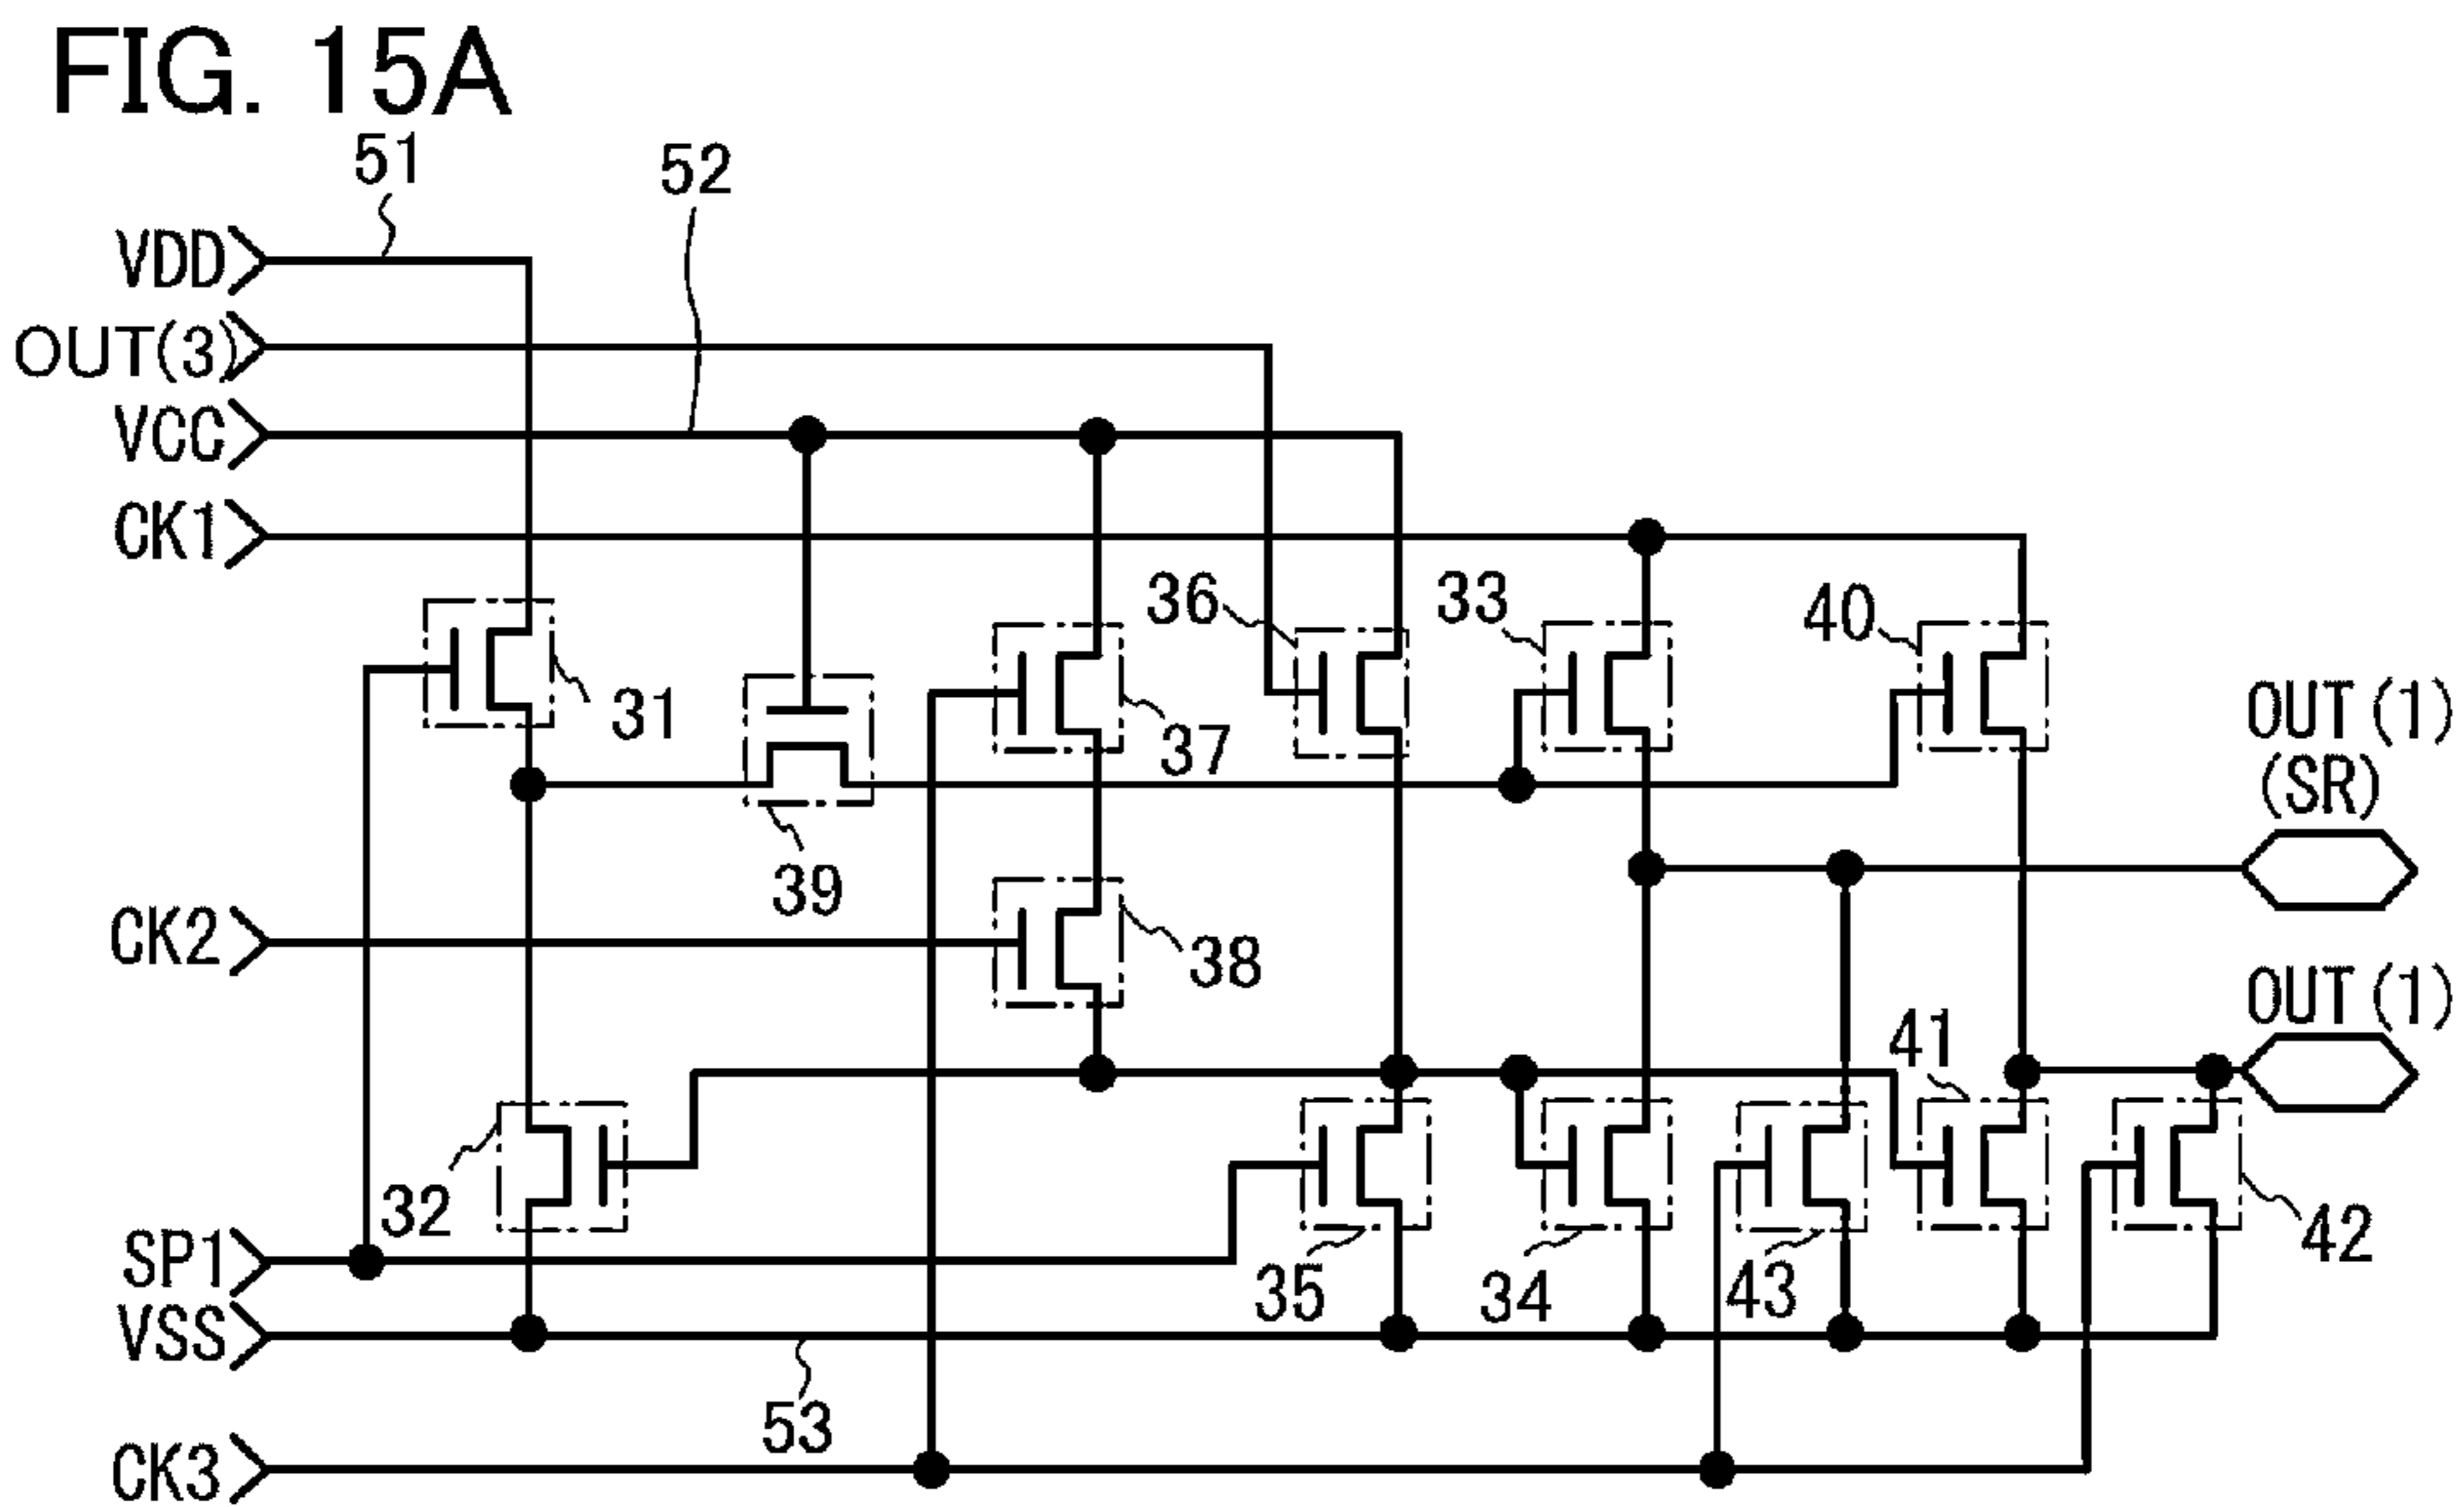 FIG. 15A
51
52
VDD
OUT(3)
VCC
CK1
36
33
40
31
37
OUT(1)
(SR)
39
CK2
38
OUT(1)
41
32
SP1
35
34
43
42
VSS
53
CK3